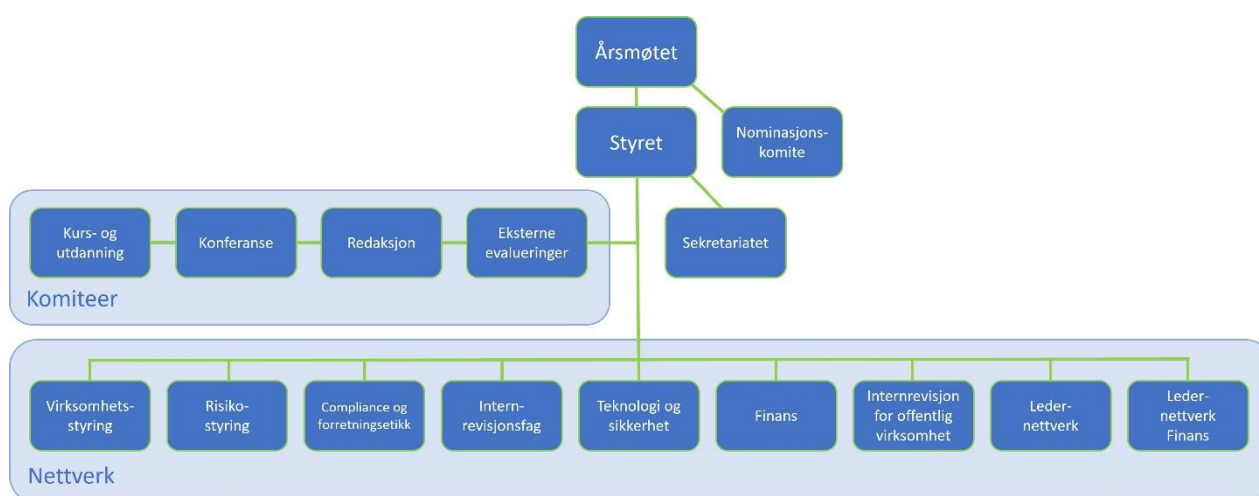 Årsmøtet
Styret
Nominasjons-
komite
Kurs- og
utdanning
Konferanse
Redaksjon
Eksterne
evalueringer
Sekretariatet
Komiteer
Virksomhets-
styring
Risiko-
styring
Compliance og
forretningsetikk
Intern-
revisjonsfag
Teknologi og
sikkerhet
Finans
Internrevisjon
for offentlig
virksomhet
Leder-
nettverk
Leder-
nettverk
Finans
Nettverk